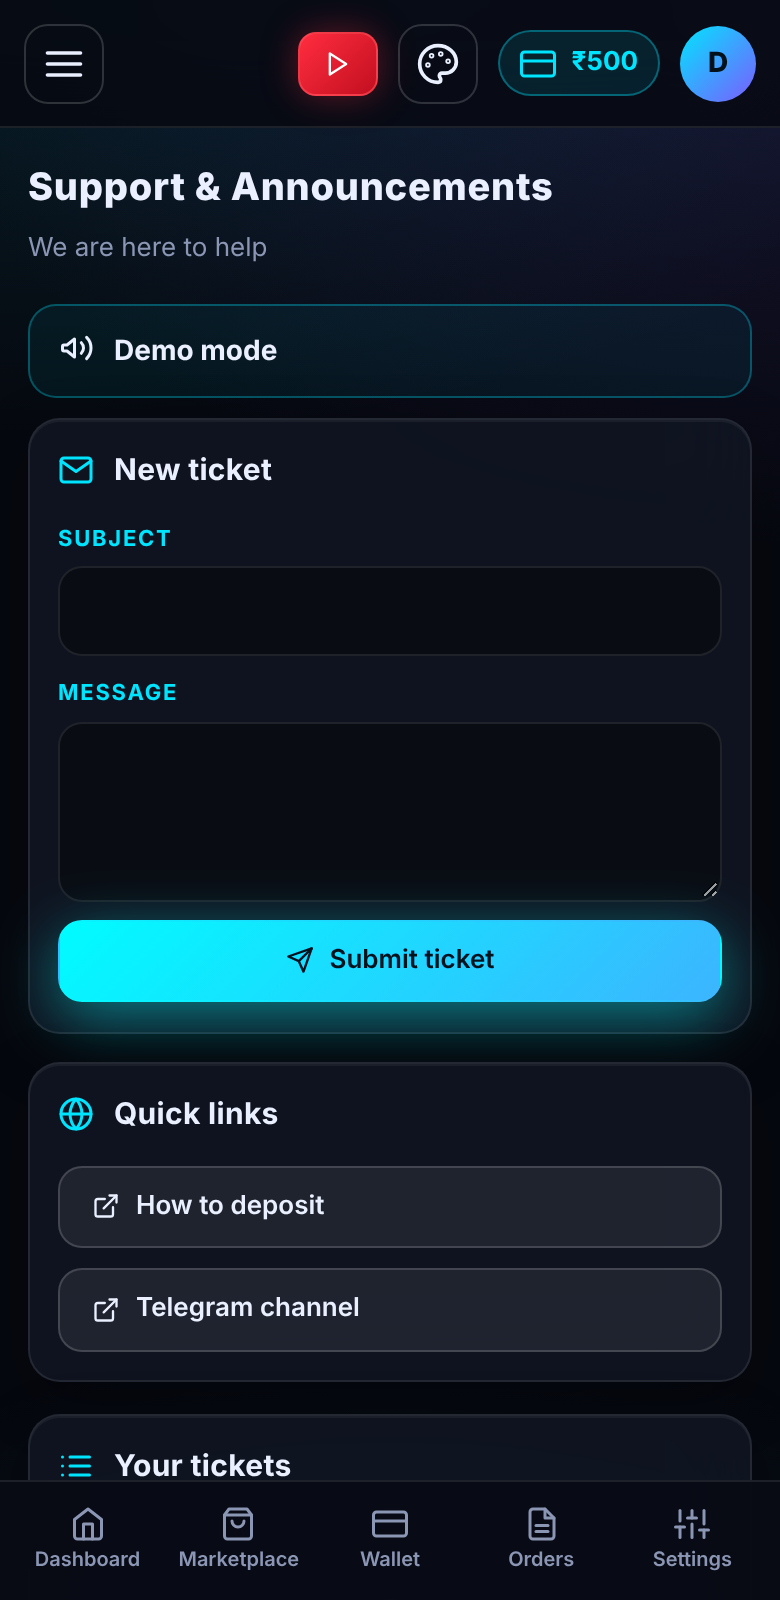 ₹500
D
Support & Announcements
We are here to help
Demo mode
New ticket
SUBJECT
MESSAGE
Submit ticket
Quick links
How to deposit
Telegram channel
Your tickets
Dashboard
Marketplace
Wallet
Orders
Settings